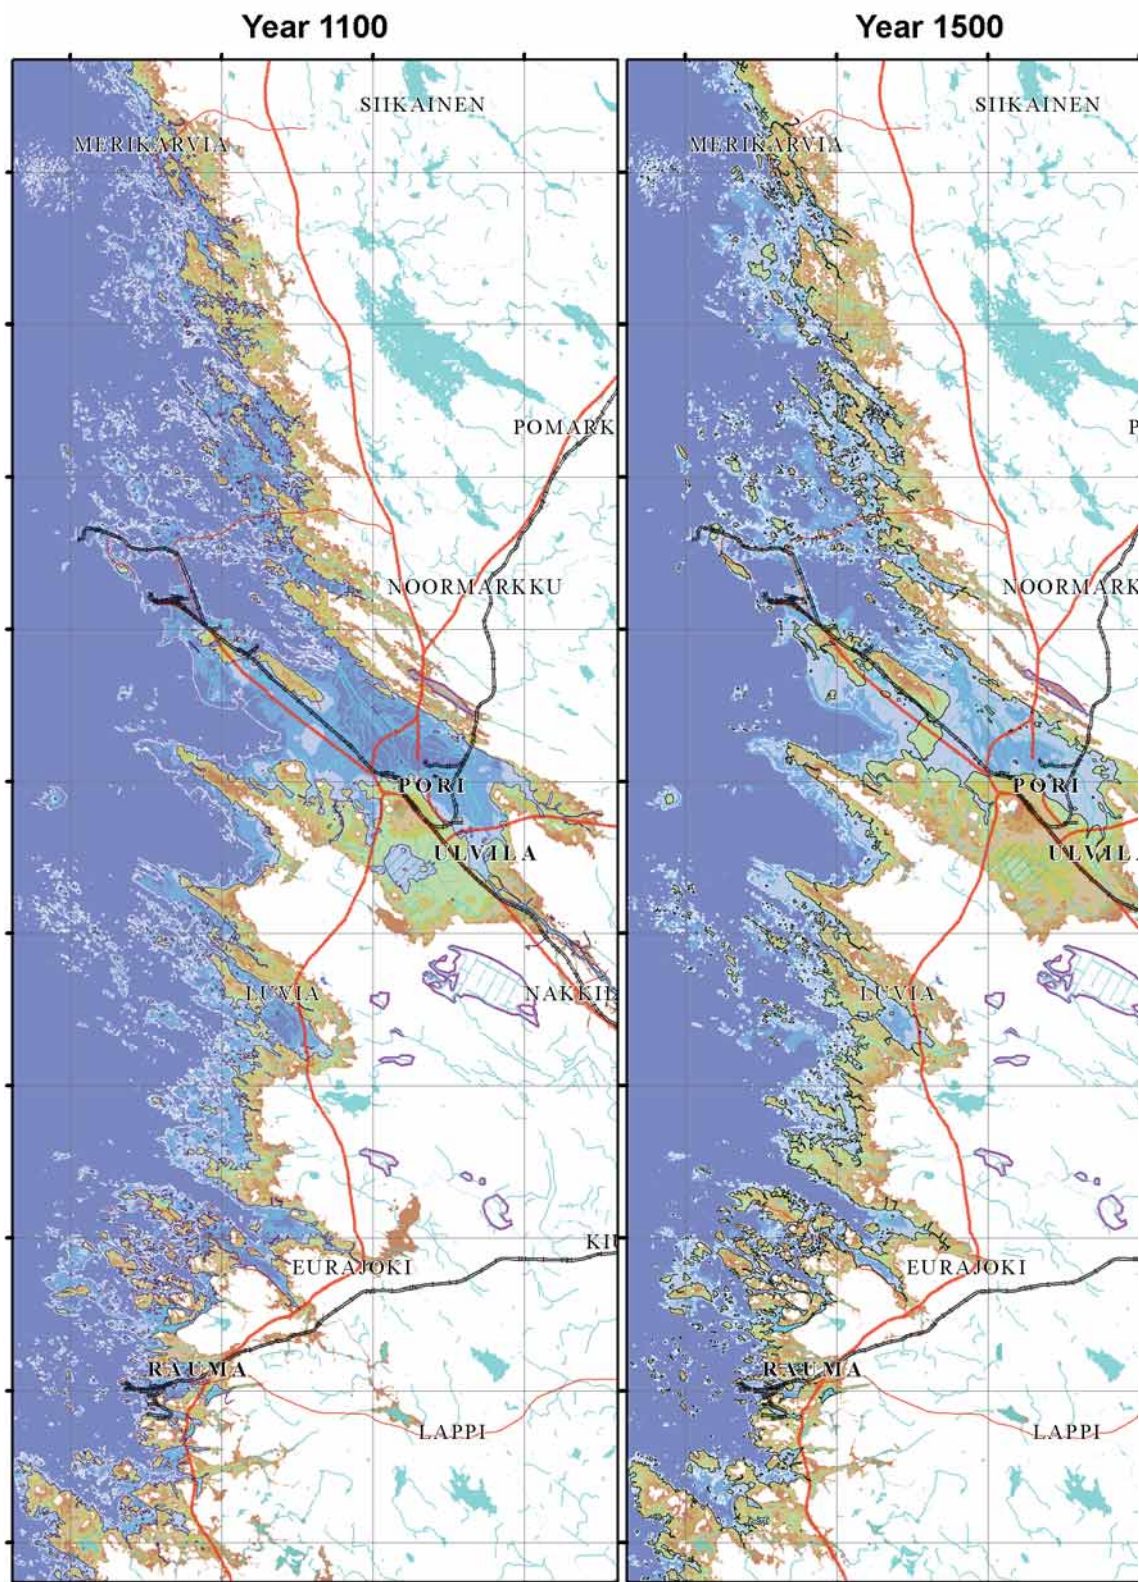 Year 1100
SIIKAINEN
MERIKARVIA
POMARK
NOORMARKKU
PORI
ULVILA
LUVIA
NAKKIL
KIU
EURAJOKI
RAUMA
LAPPI
Year 1500
SIIKAINEN
MERIKARVIA
P
NOORMARKK
PORI
ULVILA
LUVIA
EURAJOKI
RAUMA
LAPPI